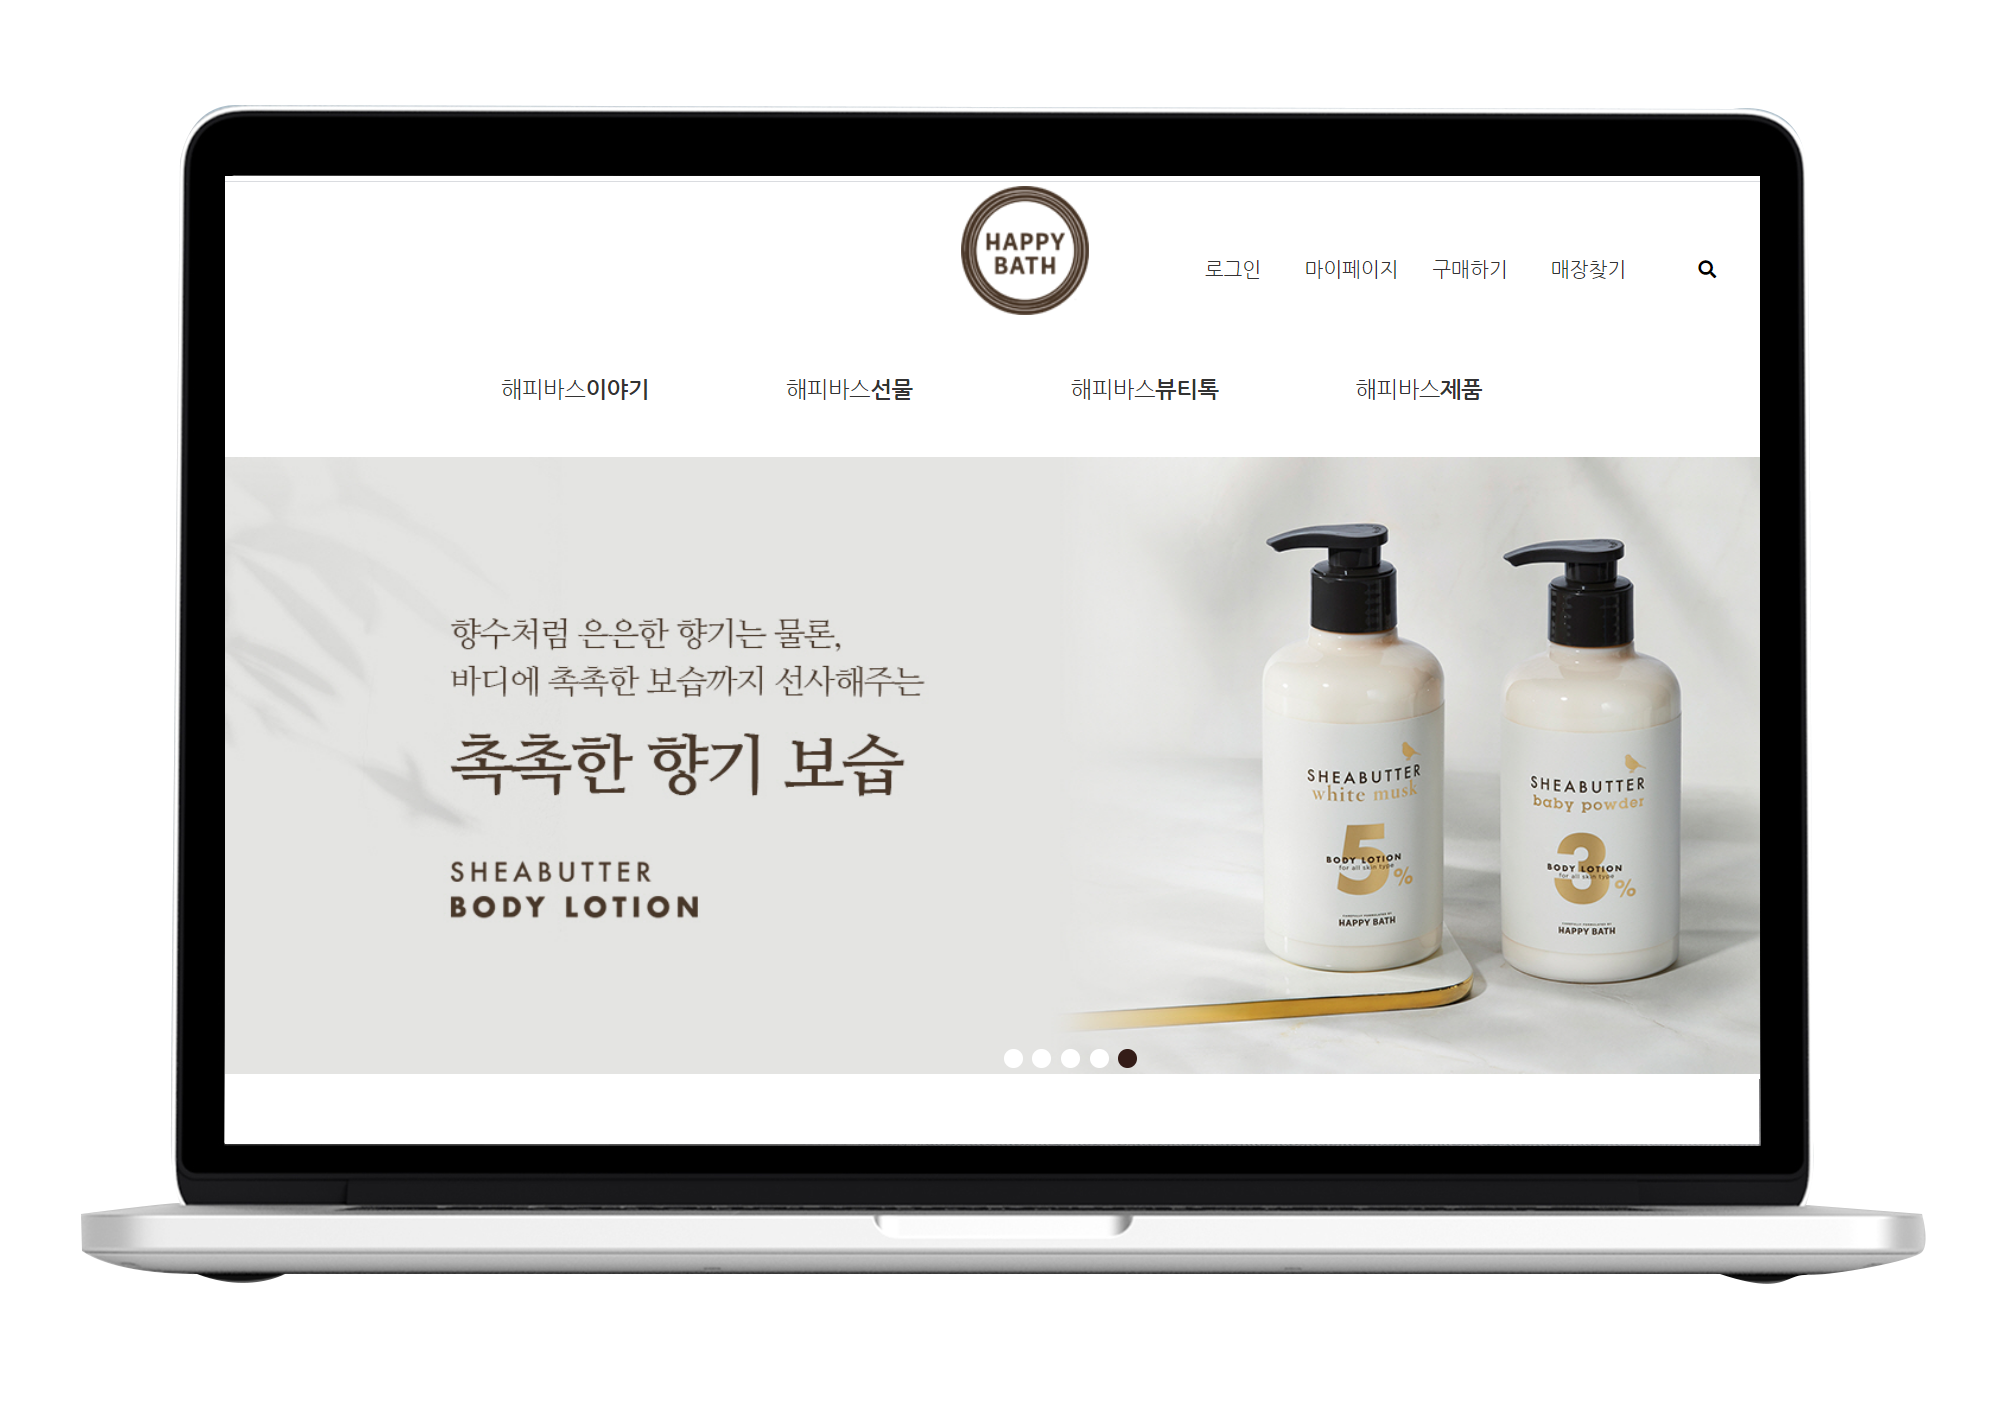 HAPPY
BATH
로그인 마이페이지 구매하기 매장찾기
해피바스이야기 해피바스선물 해피바스뷰티톡 해피바스제품
향수처럼 은은한 향기는 물론,
바디에 촉촉한 보습까지 선사해주는
촉촉한 향기 보습
SHEABUTTER
BODY LOTION
SHEABUTTER
white musk
5%
BODY LOTION
for all skin type
HAPPY BATH
SHEABUTTER
baby powder
3%
BODY LOTION
for all skin type
HAPPY BATH